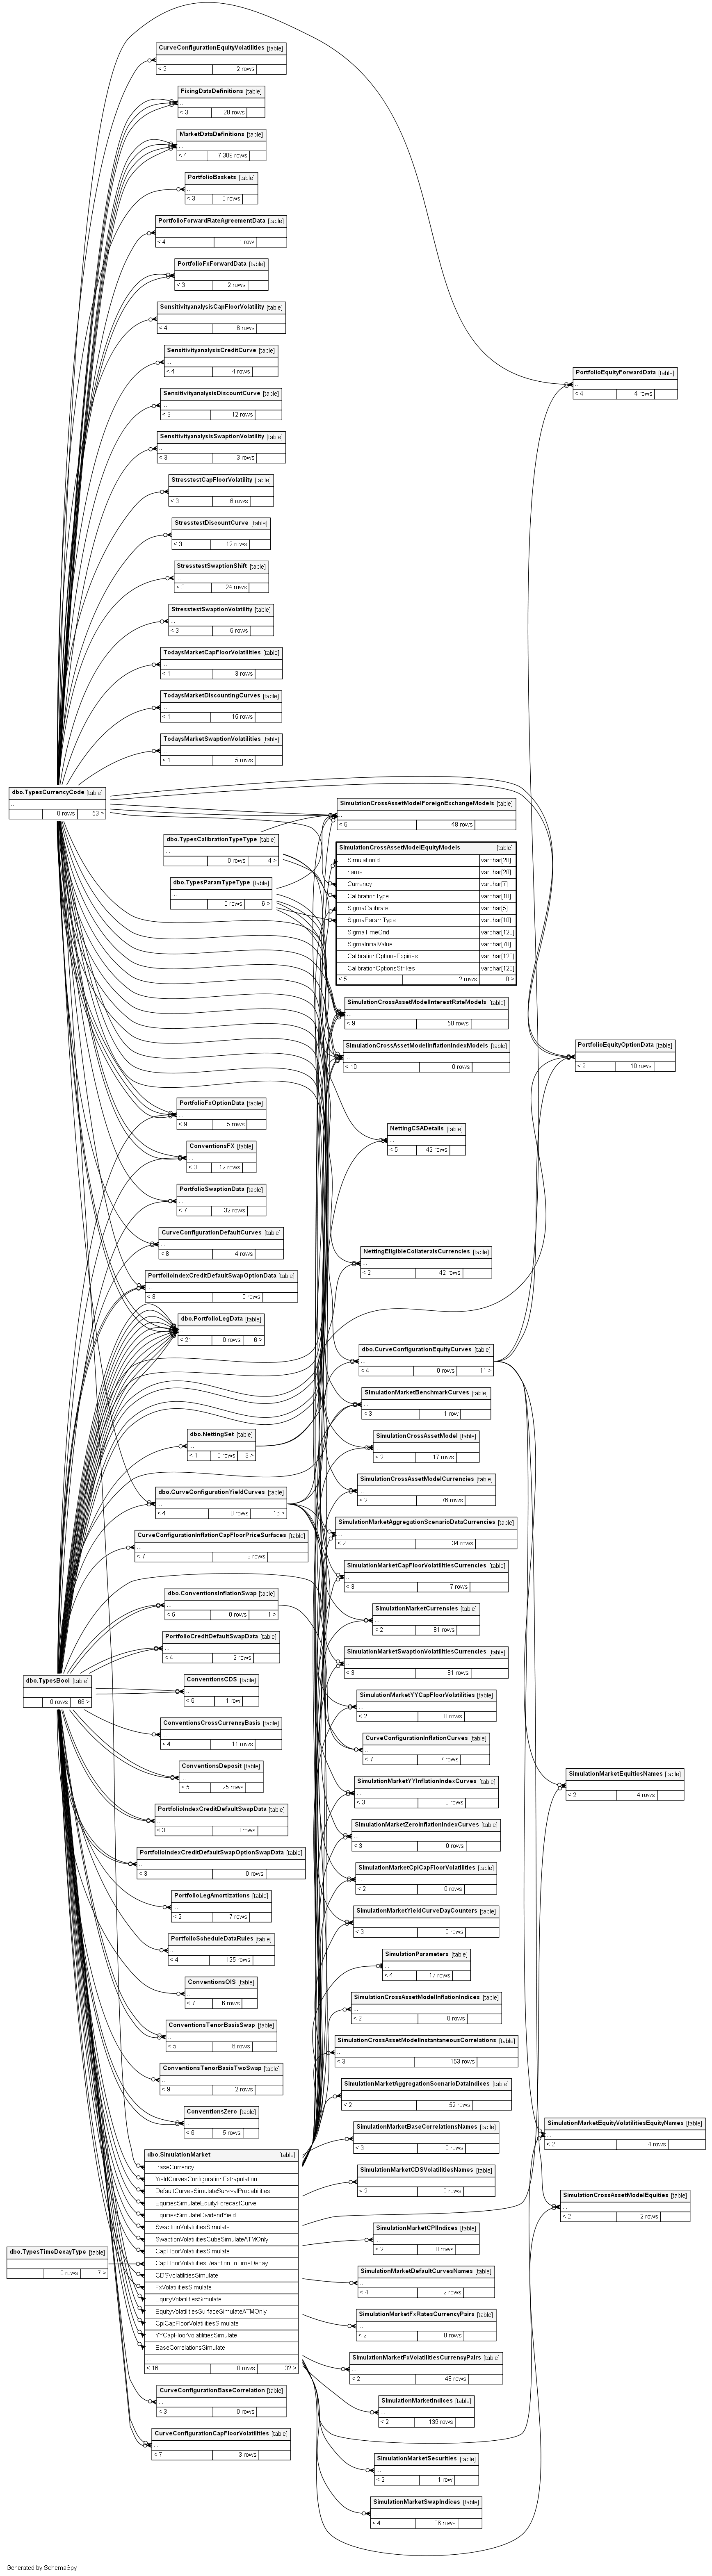 CurveConfigurationEquityVolatilities [table]
...
< 2 2 rows
FixingDataDefinitions [table]
...
< 3 28 rows
MarketDataDefinitions [table]
...
< 4 7.309 rows
PortfolioBaskets [table]
...
< 3 0 rows
PortfolioForwardRateAgreementData [table]
...
< 4 1 row
PortfolioFxForwardData [table]
...
< 3 2 rows
SensitivityanalysisCapFloorVolatility [table]
...
< 4 6 rows
SensitivityanalysisCreditCurve [table]
...
< 4 4 rows
PortfolioEquityForwardData [table]
...
< 4 4 rows
SensitivityanalysisDiscountCurve [table]
...
< 3 12 rows
SensitivityanalysisSwaptionVolatility [table]
...
< 3 3 rows
StresstestCapFloorVolatility [table]
...
< 3 6 rows
StresstestDiscountCurve [table]
...
< 3 12 rows
StresstestSwaptionShift [table]
...
< 3 24 rows
StresstestSwaptionVolatility [table]
...
< 3 6 rows
TodaysMarketCapFloorVolatilities [table]
...
< 1 3 rows
TodaysMarketDiscountingCurves [table]
...
< 1 15 rows
TodaysMarketSwaptionVolatilities [table]
...
< 1 5 rows
dbo.TypesCurrencyCode [table]
...
0 rows 53 >
SimulationCrossAssetModelForeignExchangeModels [table]
...
< 8 48 rows
dbo.TypesCalibrationTypeType [table]
...
0 rows 4 >
dbo.TypesParamTypeType [table]
...
0 rows 6 >
SimulationCrossAssetModelEquityModels [table]
SimulationId varchar[20]
name varchar[20]
Currency varchar[7]
CalibrationType varchar[10]
SigmaCalibrate varchar[5]
SigmaParamType varchar[10]
SigmaTimeGrid varchar[120]
SigmaInitialValue varchar[70]
CalibrationOptionsExpiries varchar[120]
CalibrationOptionsStrikes varchar[120]
< 5 2 rows 0 >
SimulationCrossAssetModelInterestRateModels [table]
...
< 9 50 rows
SimulationCrossAssetModelInflationIndexModels [table]
...
< 10 0 rows
PortfolioEquityOptionData [table]
...
< 9 10 rows
PortfolioFxOptionData [table]
...
< 8 5 rows
NettingCSADetails [table]
...
< 5 42 rows
ConventionsFX [table]
...
< 3 12 rows
PortfolioSwaptionData [table]
...
< 7 32 rows
CurveConfigurationDefaultCurves [table]
...
< 8 4 rows
NettingEligibleCollateralsCurrencies [table]
...
< 2 42 rows
PortfolioIndexCreditDefaultSwapOptionData [table]
...
< 8 0 rows
dbo.PortfolioLegData [table]
...
< 21 0 rows 6 >
dbo.CurveConfigurationEquityCurves [table]
...
< 4 0 rows 11 >
SimulationMarketBenchmarkCurves [table]
...
< 3 1 row
dbo.NettingSet [table]
...
< 1 0 rows 3 >
SimulationCrossAssetModel [table]
...
< 2 17 rows
SimulationCrossAssetModelCurrencies [table]
...
< 2 76 rows
dbo.CurveConfigurationYieldCurves [table]
...
< 4 0 rows 16 >
SimulationMarketAggregationScenarioDataCurrencies [table]
...
< 2 34 rows
CurveConfigurationInflationCapFloorPriceSurfaces [table]
...
< 7 3 rows
SimulationMarketCapFloorVolatilitiesCurrencies [table]
...
< 3 7 rows
dbo.ConventionsInflationSwap [table]
...
< 5 0 rows 1 >
SimulationMarketCurrencies [table]
...
< 2 81 rows
PortfolioCreditDefaultSwapData [table]
...
< 4 2 rows
SimulationMarketSwaptionVolatilitiesCurrencies [table]
...
< 3 81 rows
dbo.TypesBool [table]
...
0 rows 66 >
ConventionsCDS [table]
...
< 6 1 row
SimulationMarketYYCapFloorVolatilities [table]
...
< 2 0 rows
ConventionsCrossCurrencyBasis [table]
...
< 4 11 rows
CurveConfigurationInflationCurves [table]
...
< 7 7 rows
ConventionsDeposit [table]
...
< 5 25 rows
SimulationMarketEquitiesNames [table]
...
< 2 4 rows
SimulationMarketYYInflationIndexCurves [table]
...
< 3 0 rows
PortfolioIndexCreditDefaultSwapData [table]
...
< 3 0 rows
SimulationMarketZeroInflationIndexCurves [table]
...
< 3 0 rows
PortfolioIndexCreditDefaultSwapOptionSwapData [table]
...
< 3 0 rows
SimulationMarketCpiCapFloorVolatilities [table]
...
< 2 0 rows
PortfolioLegAmortizations [table]
...
< 2 7 rows
SimulationMarketYieldCurveDayCounters [table]
...
< 3 0 rows
PortfolioScheduleDataRules [table]
...
< 4 125 rows
SimulationParameters [table]
...
< 4 17 rows
ConventionsOIS [table]
...
< 7 6 rows
SimulationCrossAssetModelInflationIndices [table]
...
< 2 0 rows
ConventionsTenorBasisSwap [table]
...
< 5 6 rows
SimulationCrossAssetModelInstantaneousCorrelations [table]
...
< 3 153 rows
ConventionsTenorBasisTwoSwap [table]
...
< 9 2 rows
SimulationMarketAggregationScenarioDataIndices [table]
...
< 2 52 rows
ConventionsZero [table]
...
< 6 5 rows
SimulationMarketEquityVolatilitiesEquityNames [table]
...
< 2 4 rows
SimulationMarketBaseCorrelationsNames [table]
...
< 3 0 rows
dbo.SimulationMarket [table]
BaseCurrency
YieldCurvesConfigurationExtrapolation
DefaultCurvesSimulateSurvivalProbabilities
EquitiesSimulateEquityForecastCurve
EquitiesSimulateDividendYield
SwaptionVolatilitiesSimulate
SwaptionVolatilitiesCubeSimulateATMOnly
CapFloorVolatilitiesSimulate
CapFloorVolatilitiesReactionToTimeDecay
CDSVolatilitiesSimulate
FxVolatilitiesSimulate
EquityVolatilitiesSimulate
EquityVolatilitiesSurfaceSimulateATMOnly
CpiCapFloorVolatilitiesSimulate
YYCapFloorVolatilitiesSimulate
BaseCorrelationsSimulate
...
< 16 0 rows 32 >
SimulationMarketCDSVolatilitiesNames [table]
...
< 2 0 rows
SimulationCrossAssetModelEquities [table]
...
< 2 2 rows
SimulationMarketCPIIndices [table]
...
< 2 0 rows
dbo.TypesTimeDecayType [table]
...
0 rows 7 >
SimulationMarketDefaultCurvesNames [table]
...
< 4 2 rows
SimulationMarketFxRatesCurrencyPairs [table]
...
< 2 0 rows
SimulationMarketFxVolatilitiesCurrencyPairs [table]
...
< 2 48 rows
CurveConfigurationBaseCorrelation [table]
...
< 3 0 rows
SimulationMarketIndices [table]
...
< 2 139 rows
CurveConfigurationCapFloorVolatilities [table]
...
< 7 3 rows
SimulationMarketSecurities [table]
...
< 2 1 row
SimulationMarketSwapIndices [table]
...
< 4 36 rows
Generated by SchemaSpy